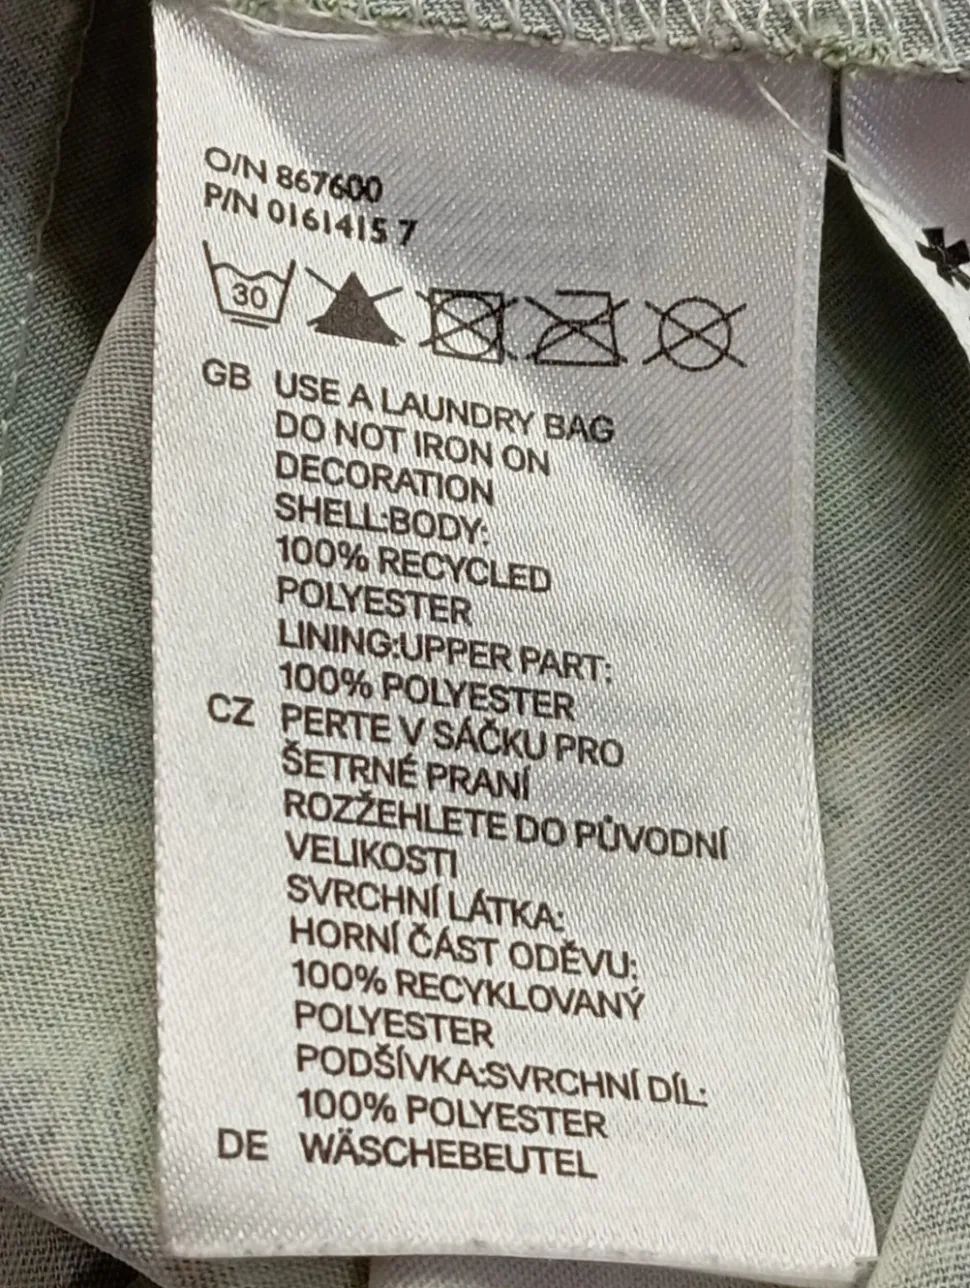 O/N 867600
P/N 0161415 7
30
GB USE A LAUNDRY BAG
DO NOT IRON ON
DECORATION
SHELL:BODY:
100% RECYCLED
POLYESTER
LINING:UPPER PART:
100% POLYESTER
CZ PERTE V SÁČKU PRO
ŠETRNÉ PRANÍ
ROZŽEHLETE DO PŮVODNÍ
VELIKOSTI
SVRCHNÍ LÁTKA:
HORNÍ ČÁST ODĚVU:
100% RECYKLOVANÝ
POLYESTER
PODŠÍVKA:SVRCHNÍ DÍL:
100% POLYESTER
DE WÄSCHEBEUTEL